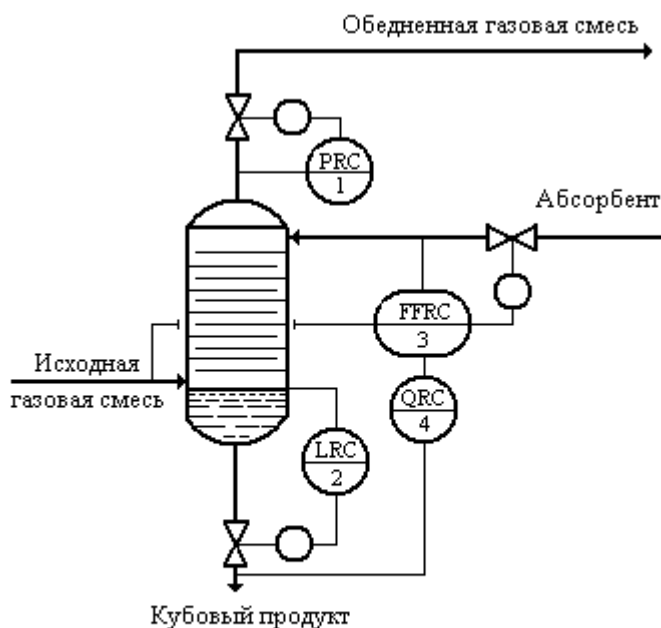 Обедненная газовая смесь
PRC
1
Абсорбент
FFRC
3
Исходная
газовая смесь
QRC
4
LRC
2
Кубовый продукт